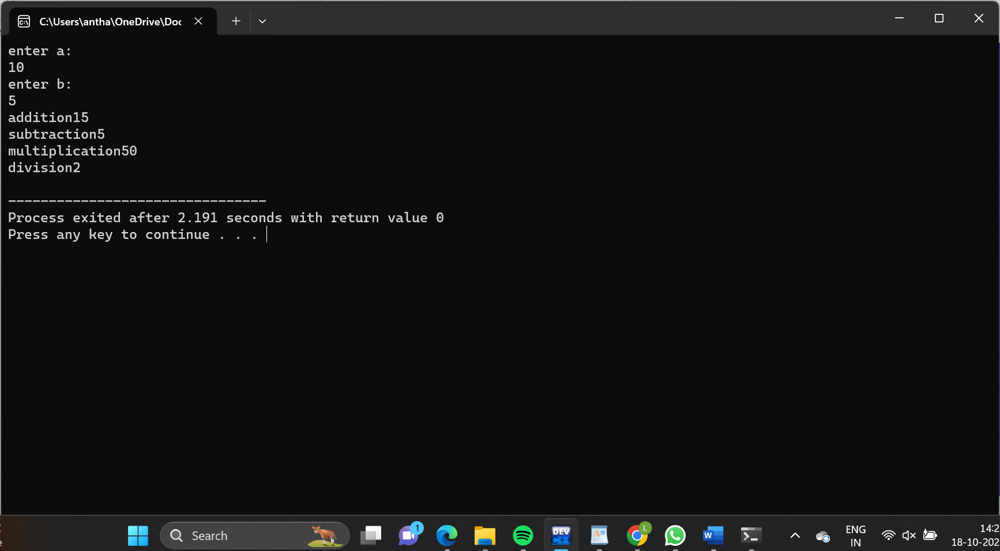 C:\Users\antha\OneDrive\Doc
enter a:
10
enter b:
5
addition15
subtraction5
multiplication50
division2
--------------------------------
Process exited after 2.191 seconds with return value 0
Press any key to continue . . .
Search
1
DEV
C++
A
L
W
ENG
IN
14:2
18-10-202